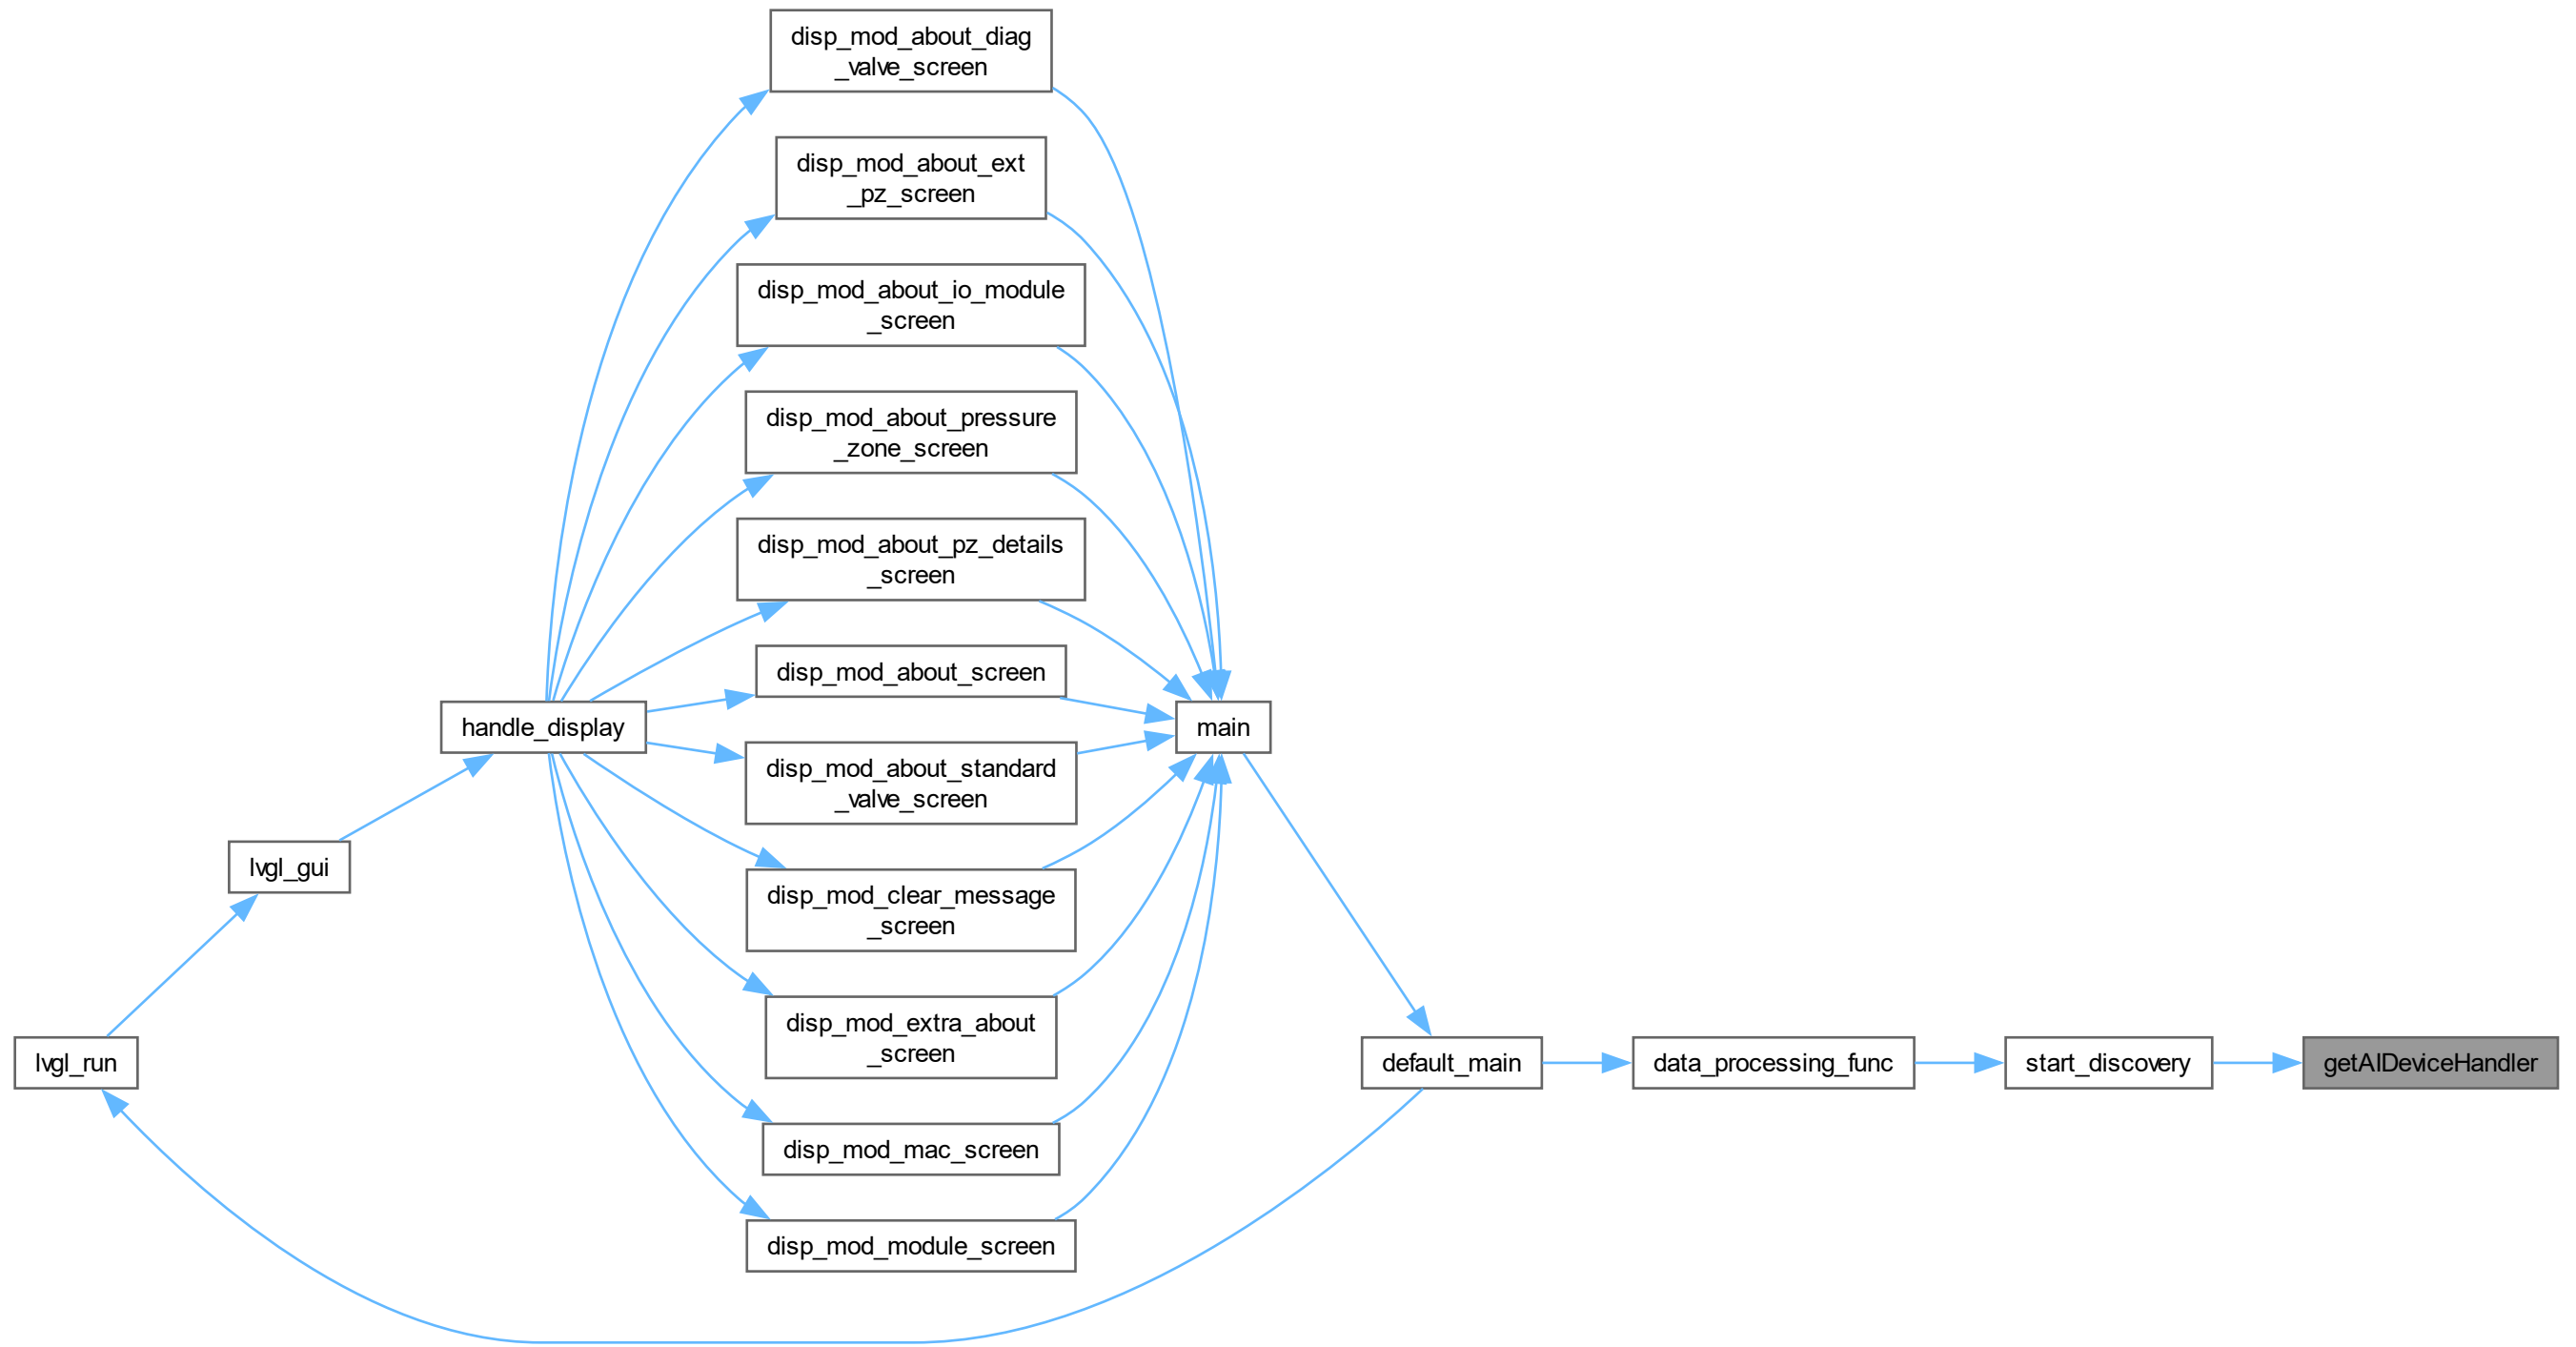 disp_mod_about_diag
_valve_screen
disp_mod_about_ext
_pz_screen
disp_mod_about_io_module
_screen
disp_mod_about_pressure
_zone_screen
disp_mod_about_pz_details
_screen
disp_mod_about_screen
handle_display
main
disp_mod_about_standard
_valve_screen
lvgl_gui
disp_mod_clear_message
_screen
disp_mod_extra_about
_screen
lvgl_run
default_main
data_processing_func
start_discovery
getAIDeviceHandler
disp_mod_mac_screen
disp_mod_module_screen